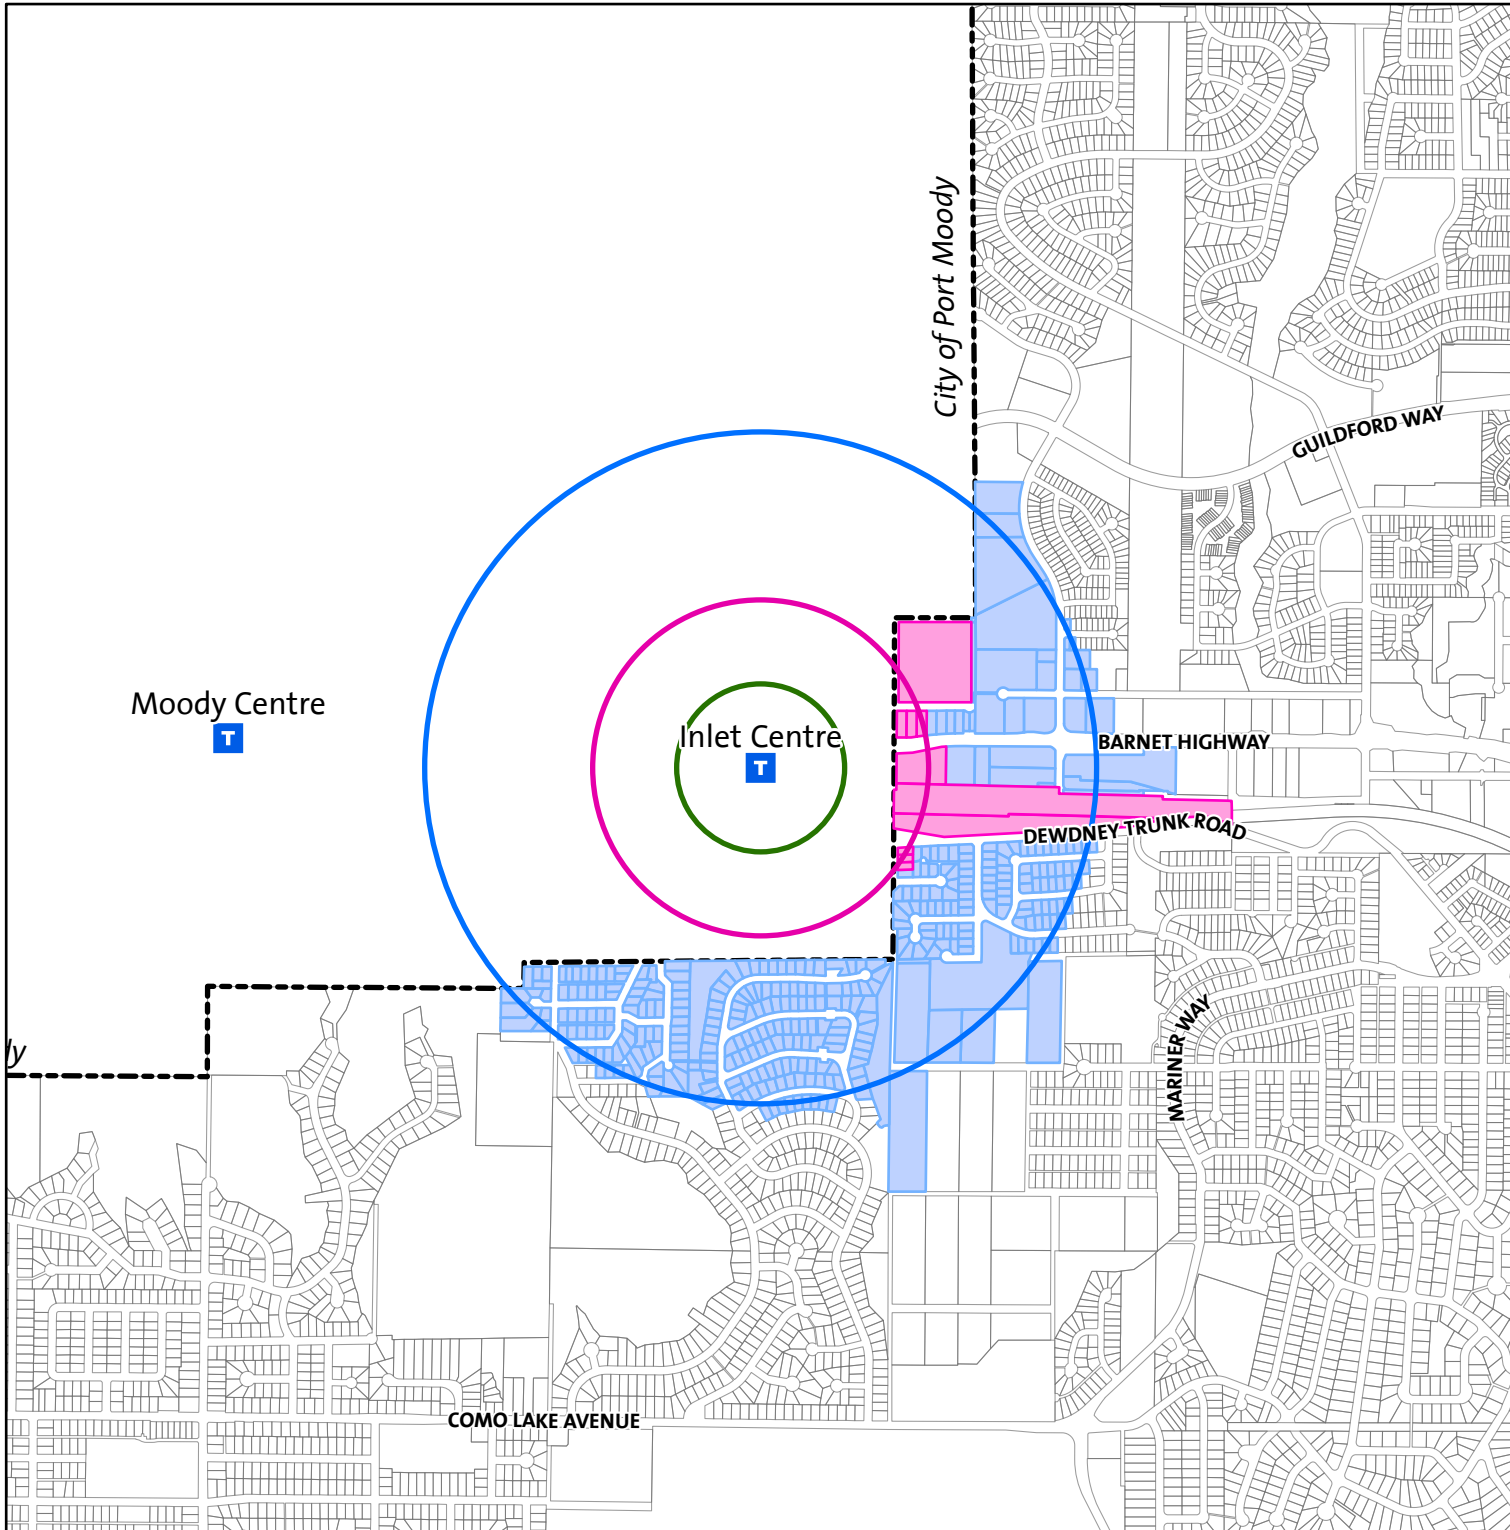 City of Port Moody
GUILDFORD WAY
Moody Centre
T
Inlet Centre
T
BARNET HIGHWAY
DEWDNEY TRUNK ROAD
MARINER WAY
ly
COMO LAKE AVENUE